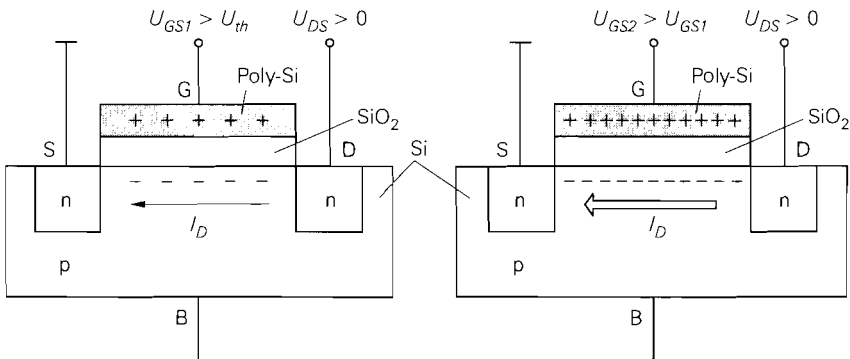 U_GS1 > U_th U_DS > 0
G
Poly-Si
+ + + + +
SiO₂
S D
Si
n n
I_D
p
B
U_GS2 > U_GS1 U_DS > 0
G
Poly-Si
+ + + + + + + + + + +
SiO₂
S D
n n
I_D
p
B